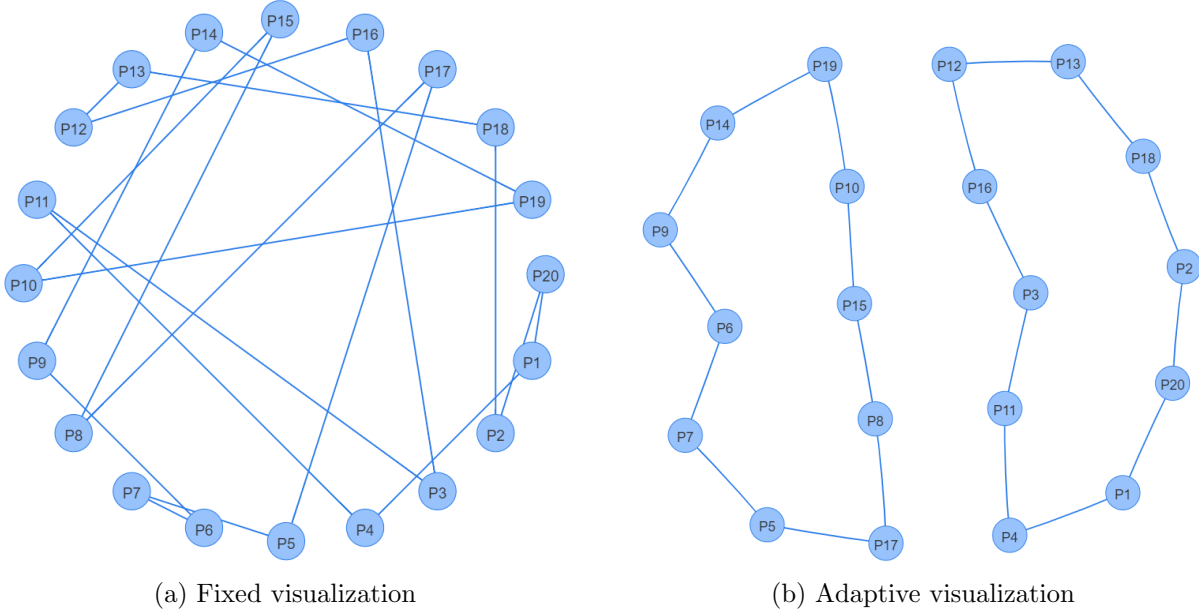 P15
P14
P16
P13
P17
P12
P18
P11
P19
P20
P10
P9
P1
P8
P2
P7
P3
P6
P4
P5
(a) Fixed visualization
P19
P12
P13
P14
P18
P10
P16
P9
P2
P3
P15
P6
P20
P11
P8
P7
P1
P5
P4
P17
(b) Adaptive visualization